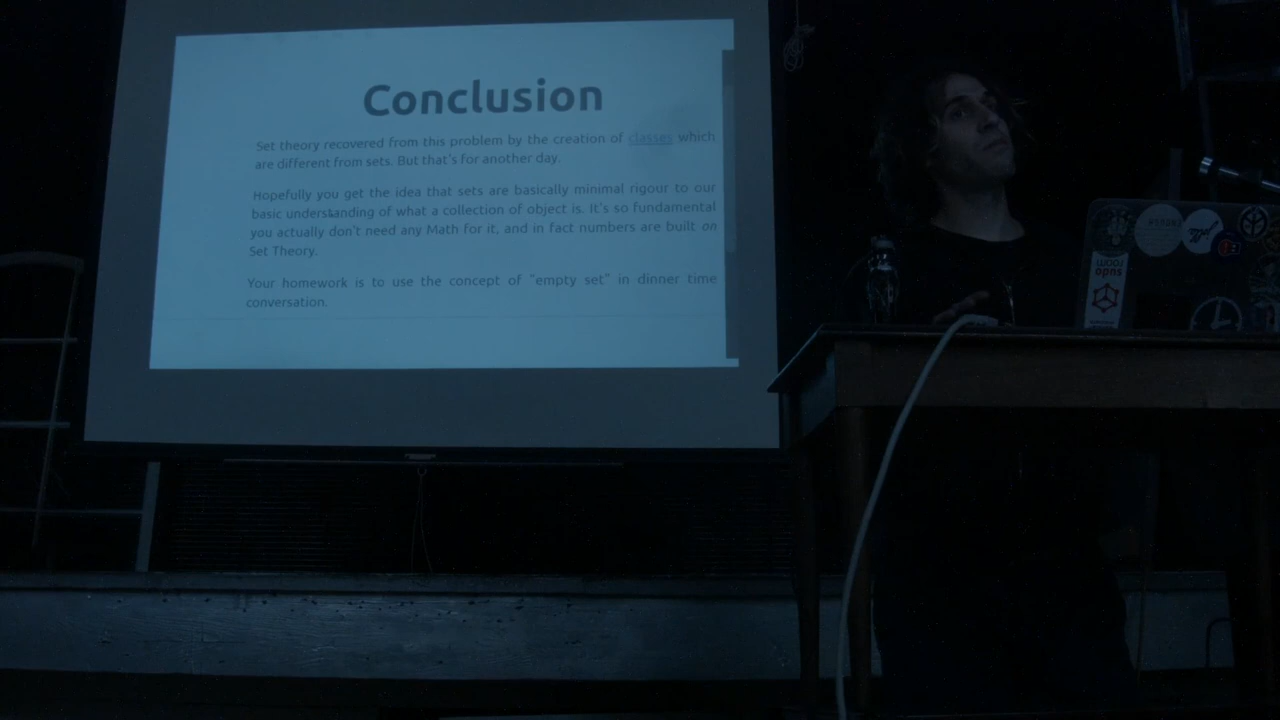 Conclusion
Set theory recovered from this problem by the creation of classes which
are different from sets. But that's for another day.
Hopefully you get the idea that sets are basically minimal rigour to our
basic understanding of what a collection of object is. It's so fundamental
you actually don't need any Math for it, and in fact numbers are built on
Set Theory.
Your homework is to use the concept of "empty set" in dinner time
conversation.